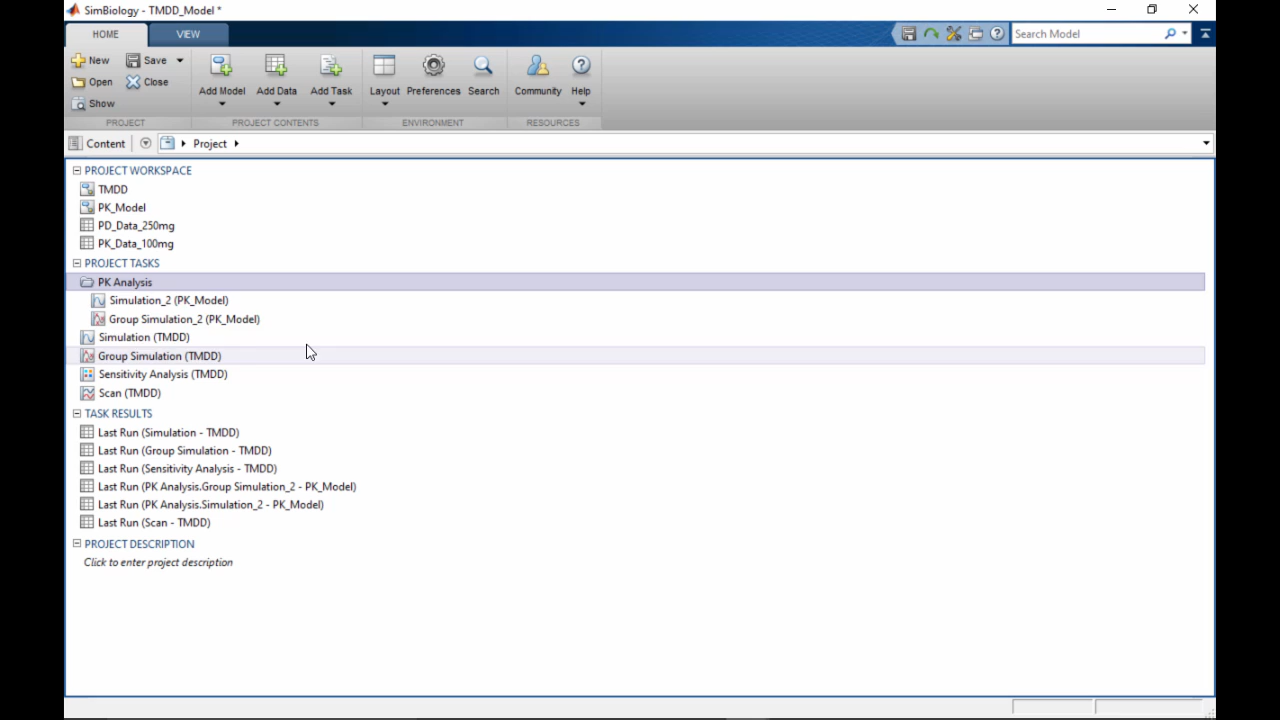 SimBiology - TMDD_Model *
HOME VIEW Search Model
New Save
Open Close
Show
Add Model Add Data Add Task
Layout Preferences Search
Community Help
PROJECT PROJECT CONTENTS ENVIRONMENT RESOURCES
Content Project
PROJECT WORKSPACE
TMDD
PK_Model
PD_Data_250mg
PK_Data_100mg
PROJECT TASKS
PK Analysis
Simulation_2 (PK_Model)
Group Simulation_2 (PK_Model)
Simulation (TMDD)
Group Simulation (TMDD)
Sensitivity Analysis (TMDD)
Scan (TMDD)
TASK RESULTS
Last Run (Simulation - TMDD)
Last Run (Group Simulation - TMDD)
Last Run (Sensitivity Analysis - TMDD)
Last Run (PK Analysis.Group Simulation_2 - PK_Model)
Last Run (PK Analysis.Simulation_2 - PK_Model)
Last Run (Scan - TMDD)
PROJECT DESCRIPTION
Click to enter project description